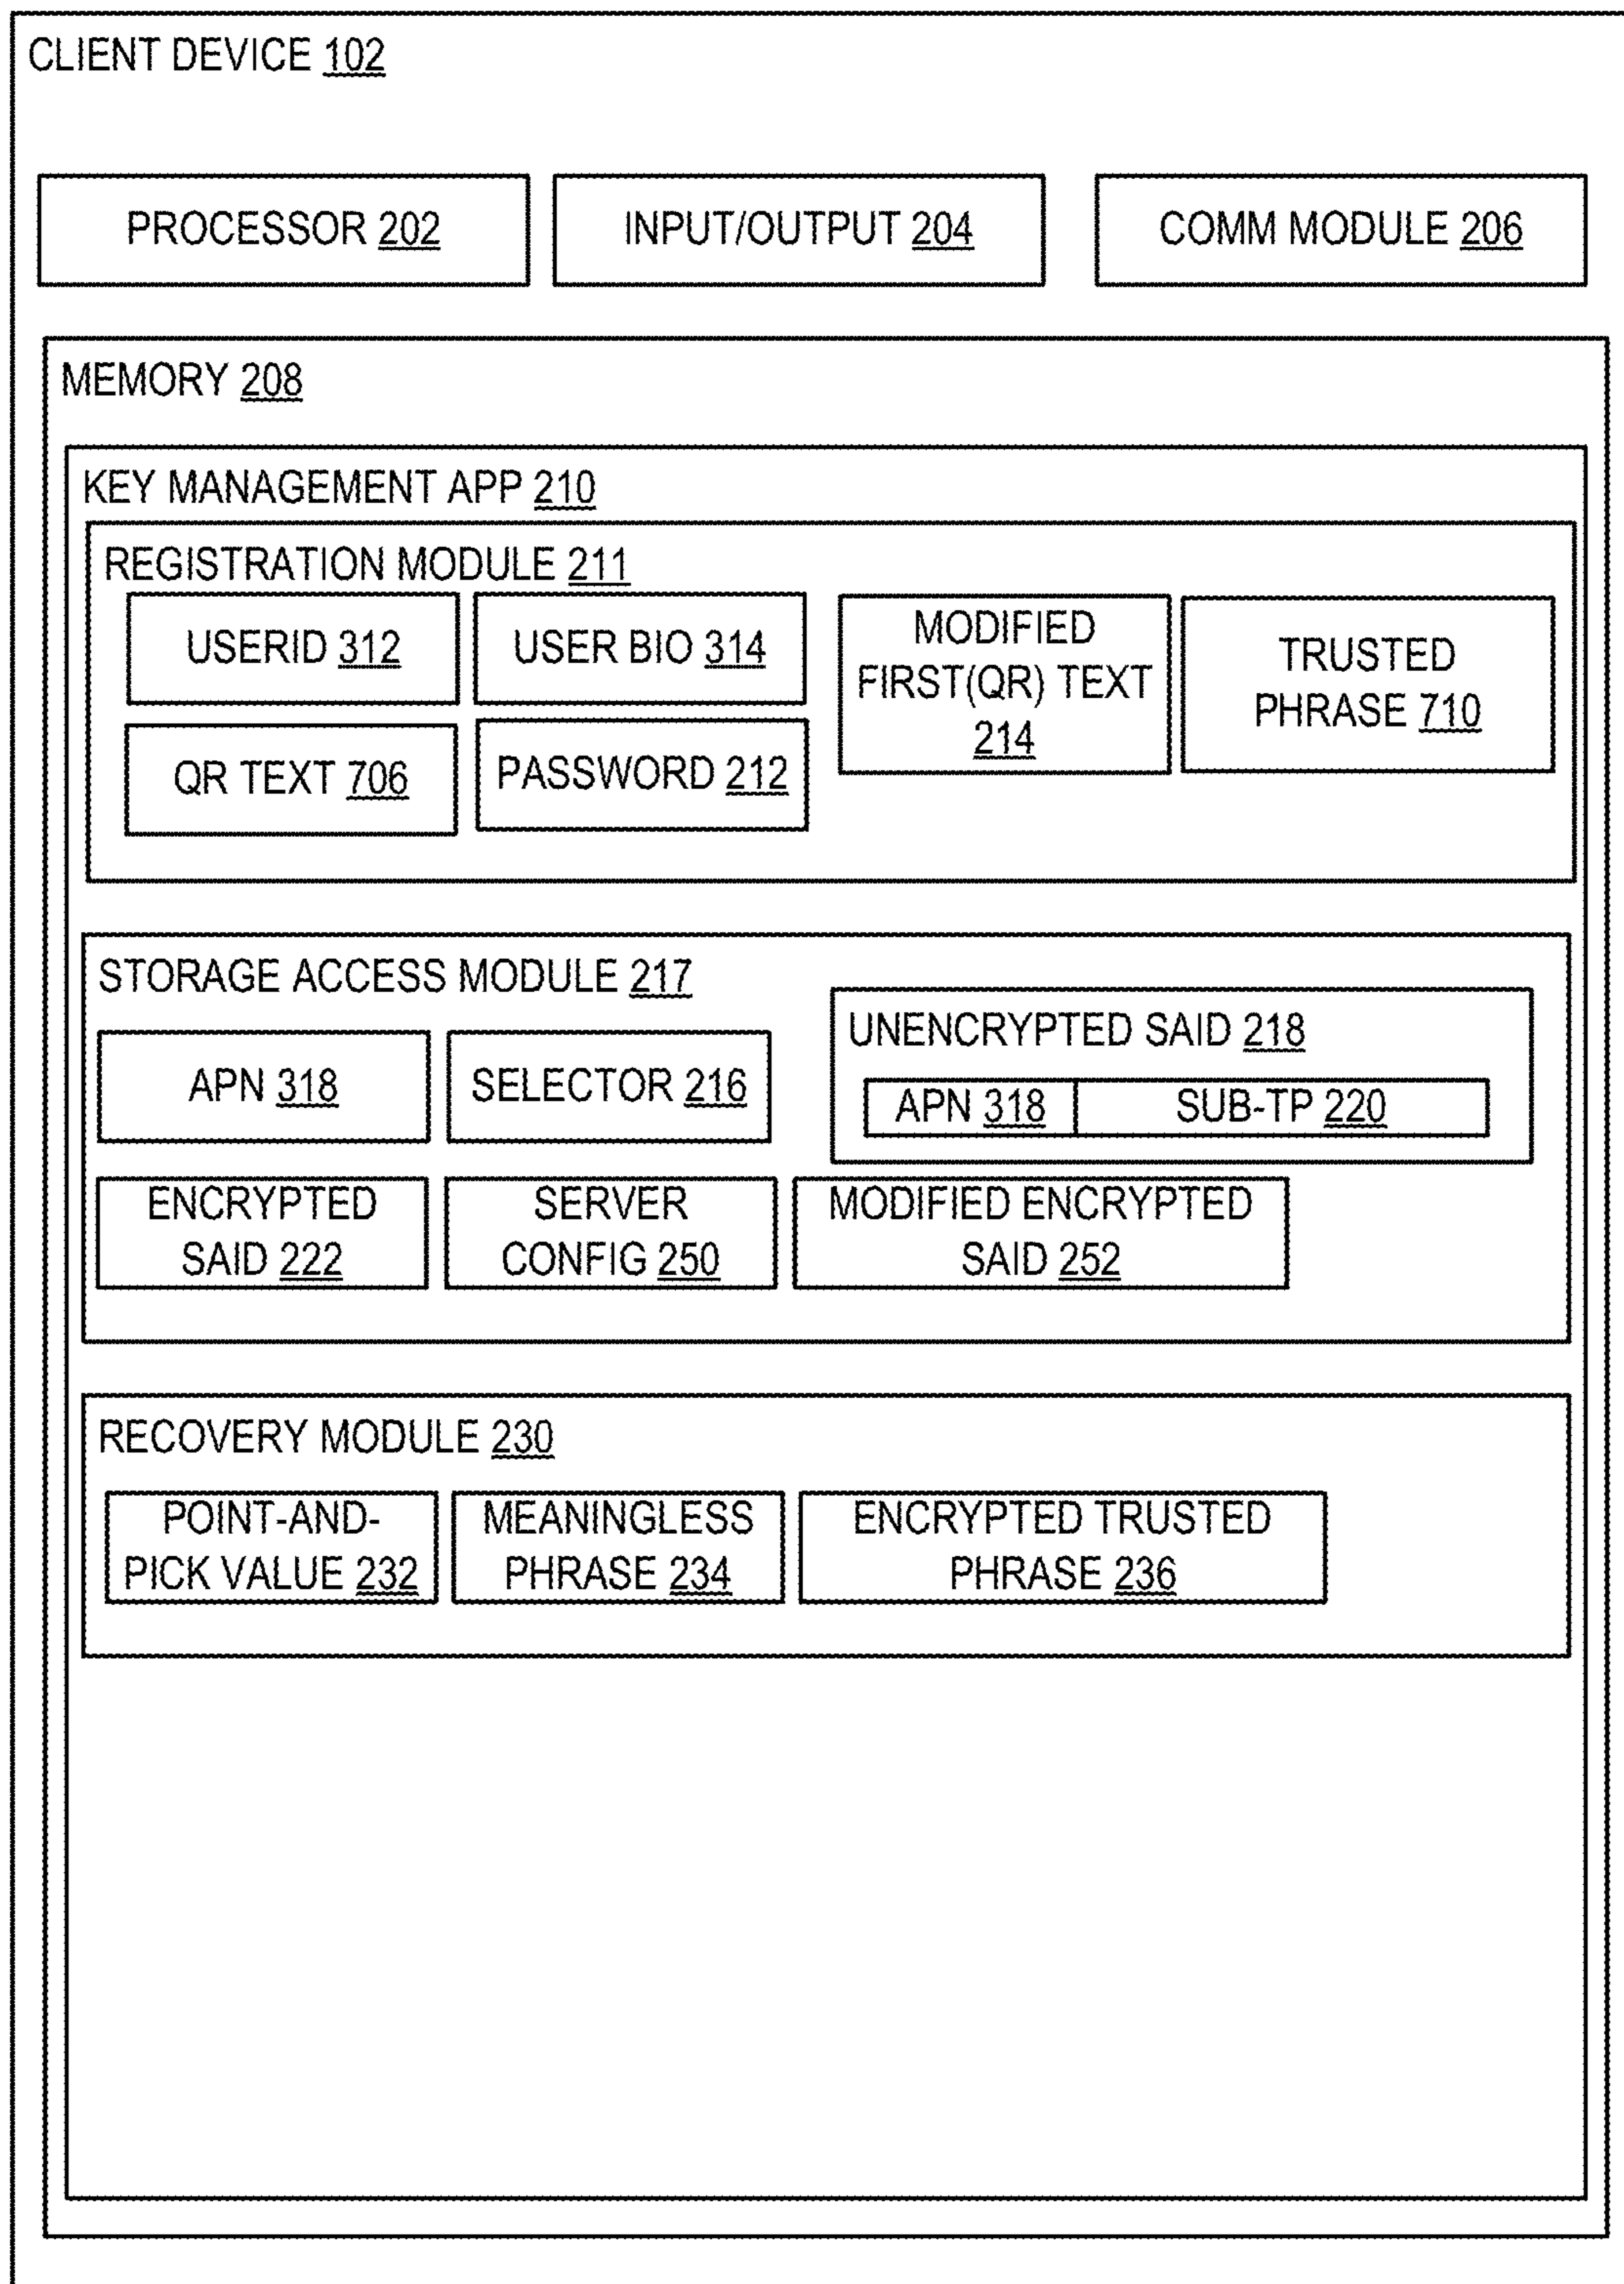 CLIENT DEVICE 102
PROCESSOR 202
INPUT/OUTPUT 204
COMM MODULE 206
MEMORY 208
KEY MANAGEMENT APP 210
REGISTRATION MODULE 211
USERID 312
USER BIO 314
MODIFIED
FIRST(QR) TEXT
214
TRUSTED
PHRASE 710
QR TEXT 706
PASSWORD 212
STORAGE ACCESS MODULE 217
APN 318
SELECTOR 216
UNENCRYPTED SAID 218
APN 318
SUB-TP 220
ENCRYPTED
SAID 222
SERVER
CONFIG 250
MODIFIED ENCRYPTED
SAID 252
RECOVERY MODULE 230
POINT-AND-
PICK VALUE 232
MEANINGLESS
PHRASE 234
ENCRYPTED TRUSTED
PHRASE 236